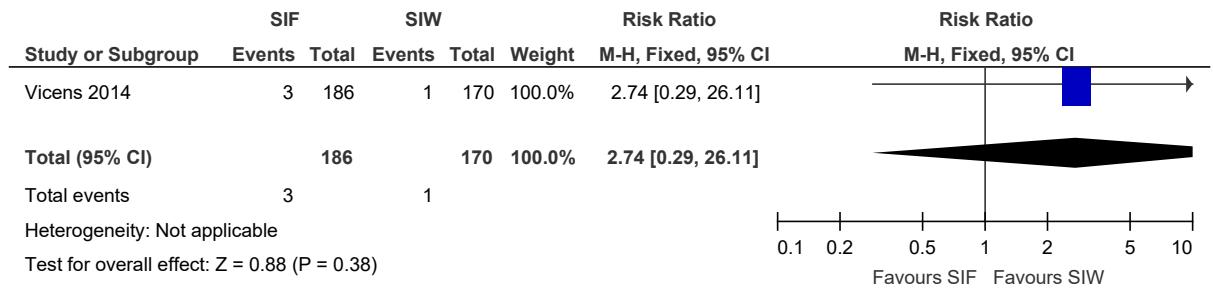 SIF SIW Risk Ratio Risk Ratio
Study or Subgroup Events Total Events Total Weight M-H, Fixed, 95% CI M-H, Fixed, 95% CI
Vicens 2014 3 186 1 170 100.0% 2.74 [0.29, 26.11]
Total (95% CI) 186 170 100.0% 2.74 [0.29, 26.11]
Total events 3 1
Heterogeneity: Not applicable
Test for overall effect: Z = 0.88 (P = 0.38)
0.1 0.2 0.5 1 2 5 10
Favours SIF Favours SIW